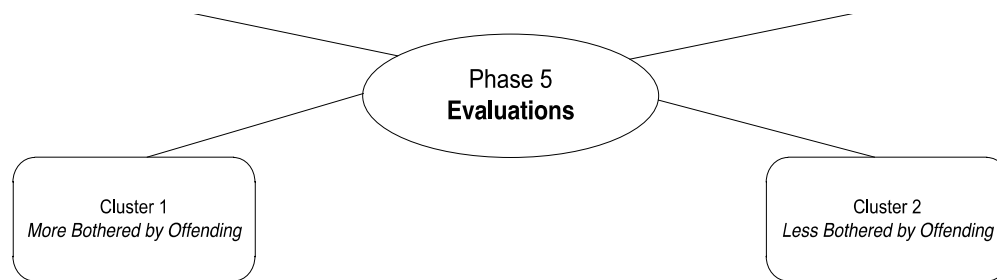 Phase 5
Evaluations
Cluster 1
More Bothered by Offending
Cluster 2
Less Bothered by Offending